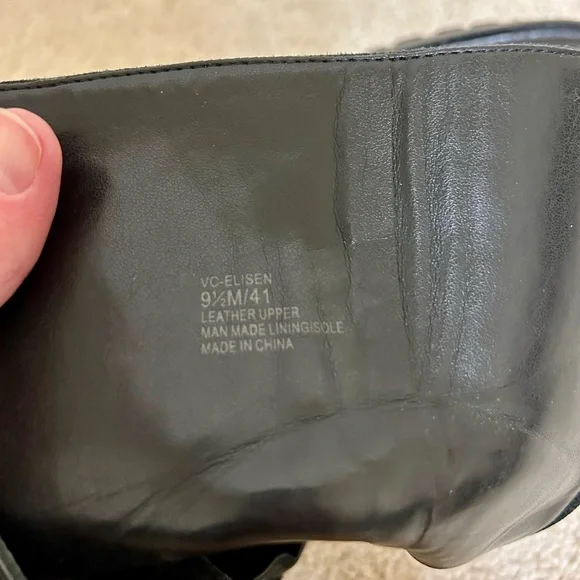 VC-ELISEN
9½M/41
LEATHER UPPER
MAN MADE LINING/SOLE
MADE IN CHINA